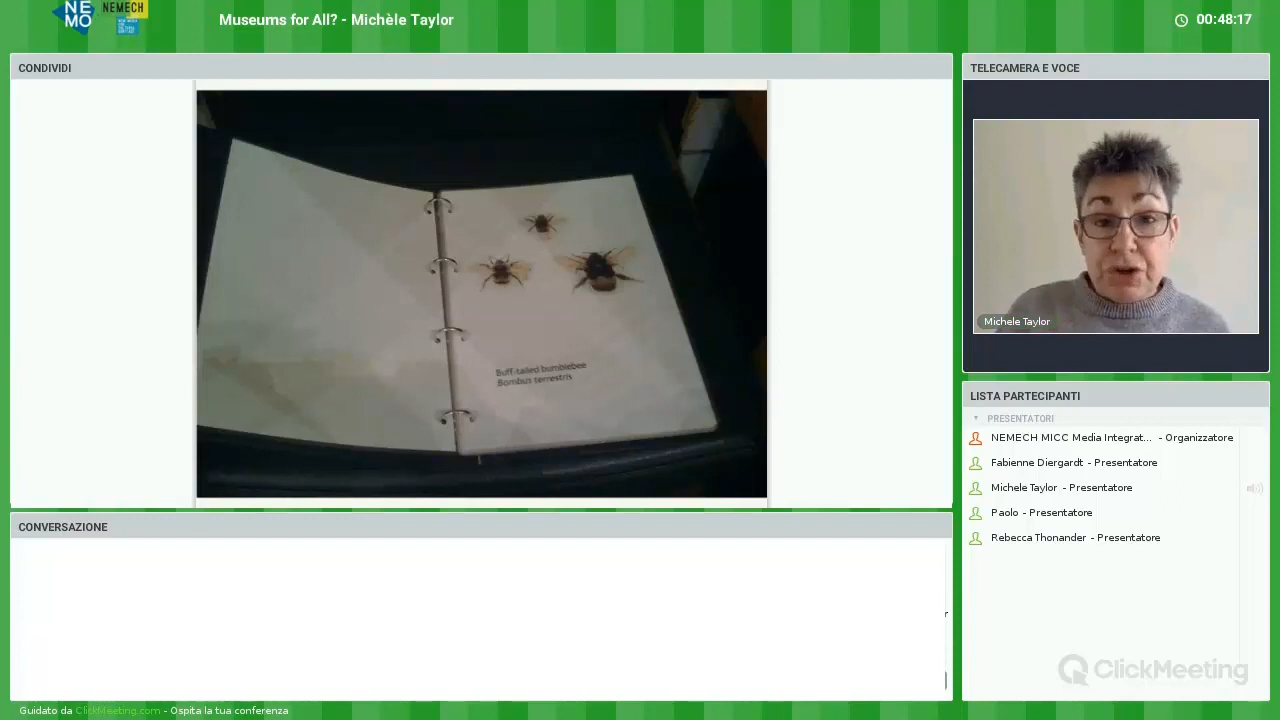 NE
MO
NEMECH
Museums for All? - Michèle Taylor
00:48:17
CONDIVIDI
TELECAMERA E VOCE
Buff-tailed bumblebee
Bombus terrestris
Michele Taylor
LISTA PARTECIPANTI
PRESENTATORI
NEMECH MICC Media Integrat... - Organizzatore
Fabienne Diergardt - Presentatore
Michele Taylor - Presentatore
Paolo - Presentatore
Rebecca Thonander - Presentatore
CONVERSAZIONE
ClickMeeting
Guidato da ClickMeeting.com - Ospita la tua conferenza